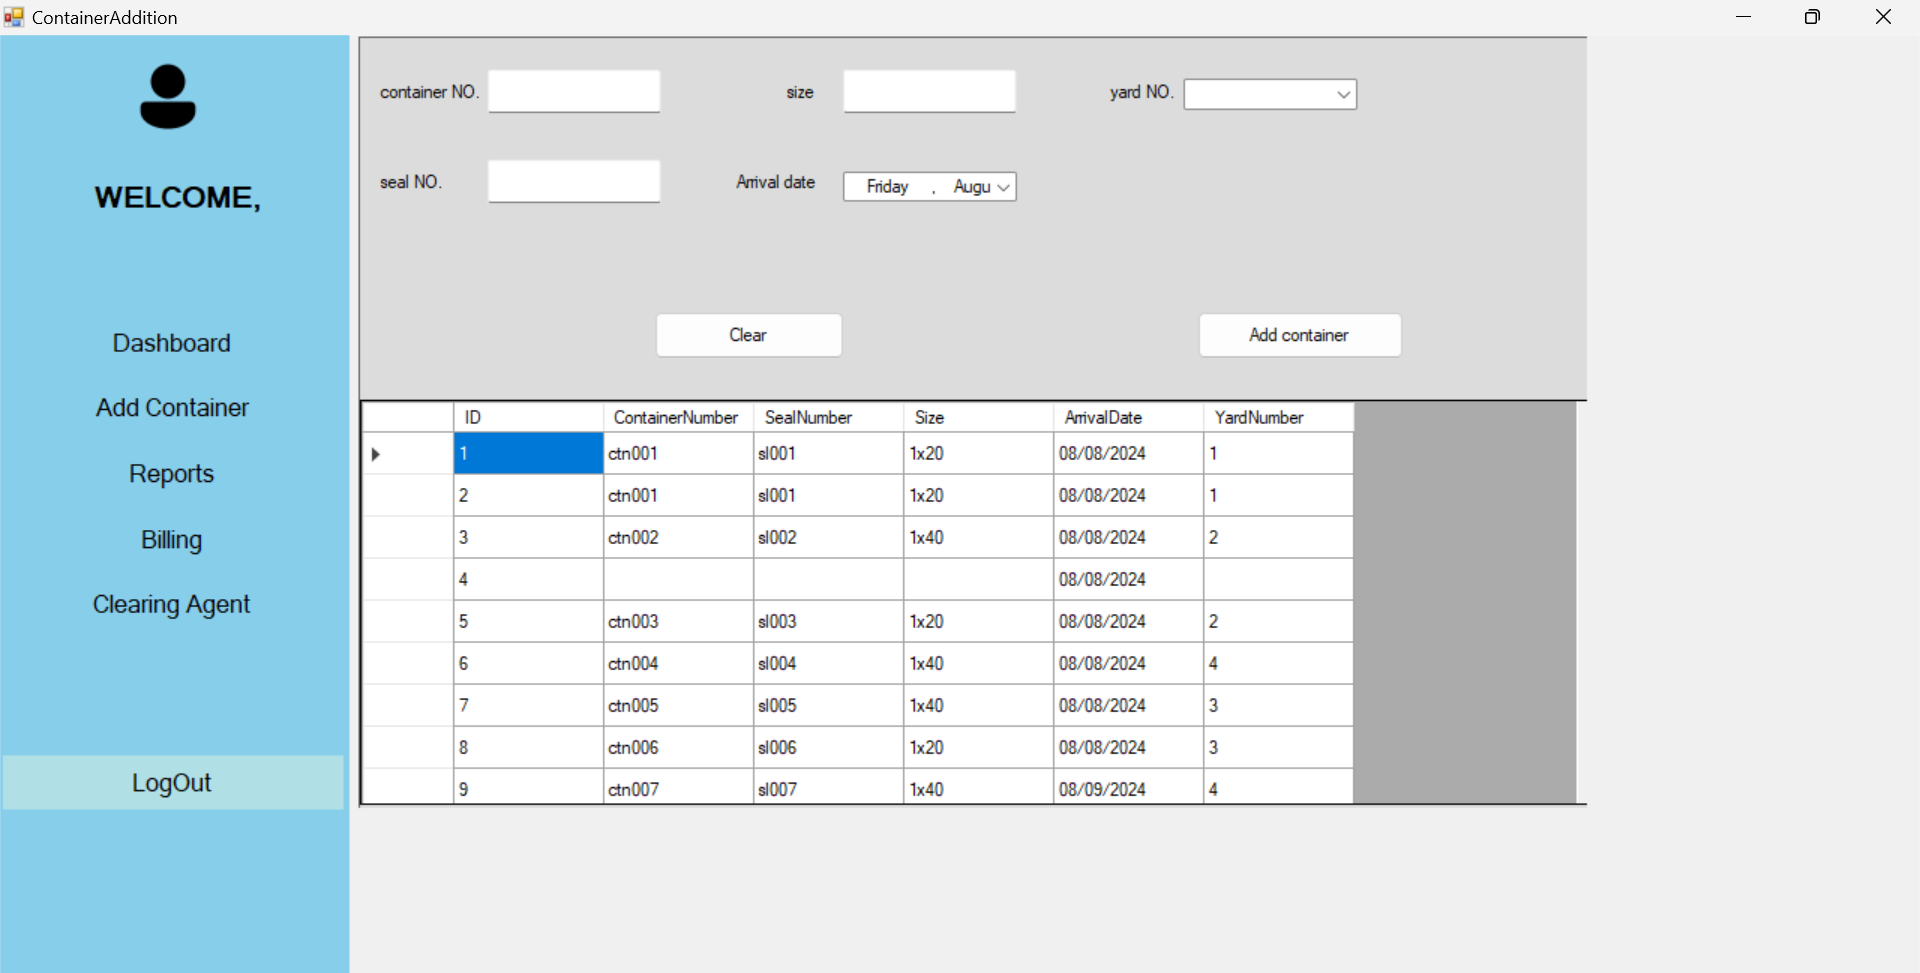 ContainerAddition
WELCOME,
Dashboard
Add Container
Reports
Billing
Clearing Agent
LogOut
container NO. size yard NO.
seal NO. Arrival date Friday , Augu
Clear Add container
ID ContainerNumber SealNumber Size ArrivalDate YardNumber
1 ctn001 sl001 1x20 08/08/2024 1
2 ctn001 sl001 1x20 08/08/2024 1
3 ctn002 sl002 1x40 08/08/2024 2
4 08/08/2024
5 ctn003 sl003 1x20 08/08/2024 2
6 ctn004 sl004 1x40 08/08/2024 4
7 ctn005 sl005 1x40 08/08/2024 3
8 ctn006 sl006 1x20 08/08/2024 3
9 ctn007 sl007 1x40 08/09/2024 4